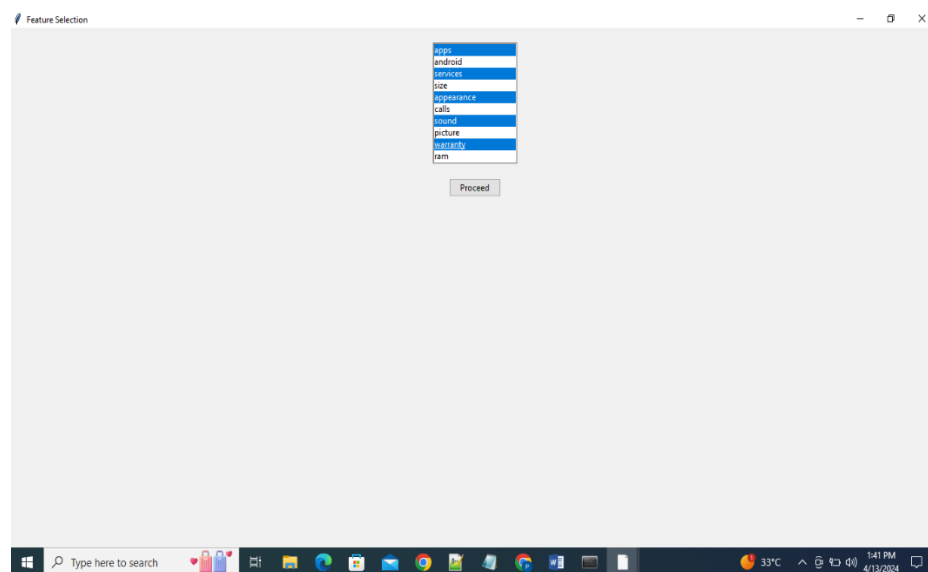 Feature Selection
apps
android
services
size
appearance
calls
sound
picture
warranty
ram
Proceed
Type here to search
33°C
1:41 PM
4/13/2024